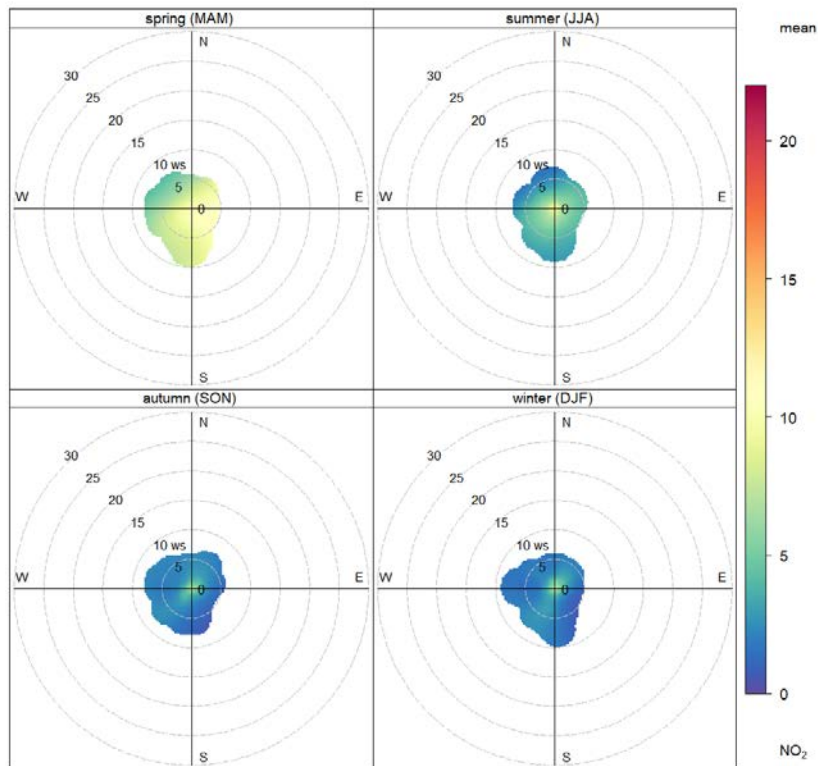 spring (MAM)
summer (JJA)
mean
N
30
25
20
15
10 ws
5
W
0
E
S
N
30
25
20
15
10 ws
5
W
0
E
S
autumn (SON)
winter (DJF)
N
30
25
20
15
10 ws
5
W
0
E
S
N
30
25
20
15
10 ws
5
W
0
E
S
20
15
10
5
0
NO₂